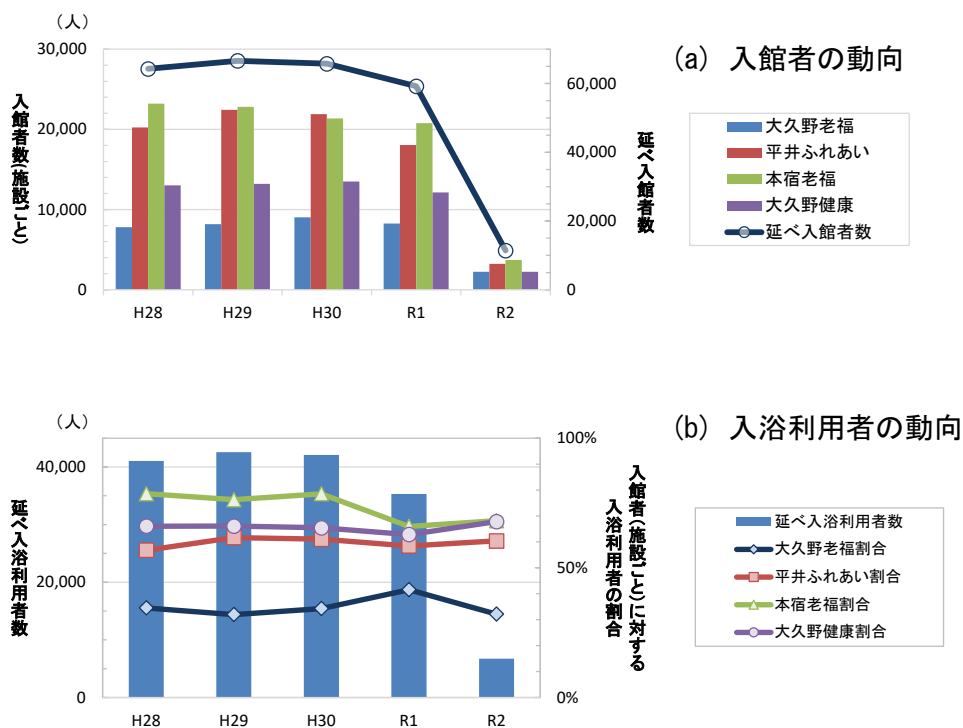 （人）
(a) 入館者の動向
30,000
20,000
10,000
0
入館者数(施設ごと)
60,000
40,000
20,000
0
延べ入館者数
H28
H29
H30
R1
R2
大久野老福
平井ふれあい
本宿老福
大久野健康
延べ入館者数
（人）
(b) 入浴利用者の動向
40,000
20,000
0
延べ入浴利用者数
100%
50%
0%
入館者(施設ごと)に対する
入浴利用者の割合
H28
H29
H30
R1
R2
延べ入浴利用者数
大久野老福割合
平井ふれあい割合
本宿老福割合
大久野健康割合